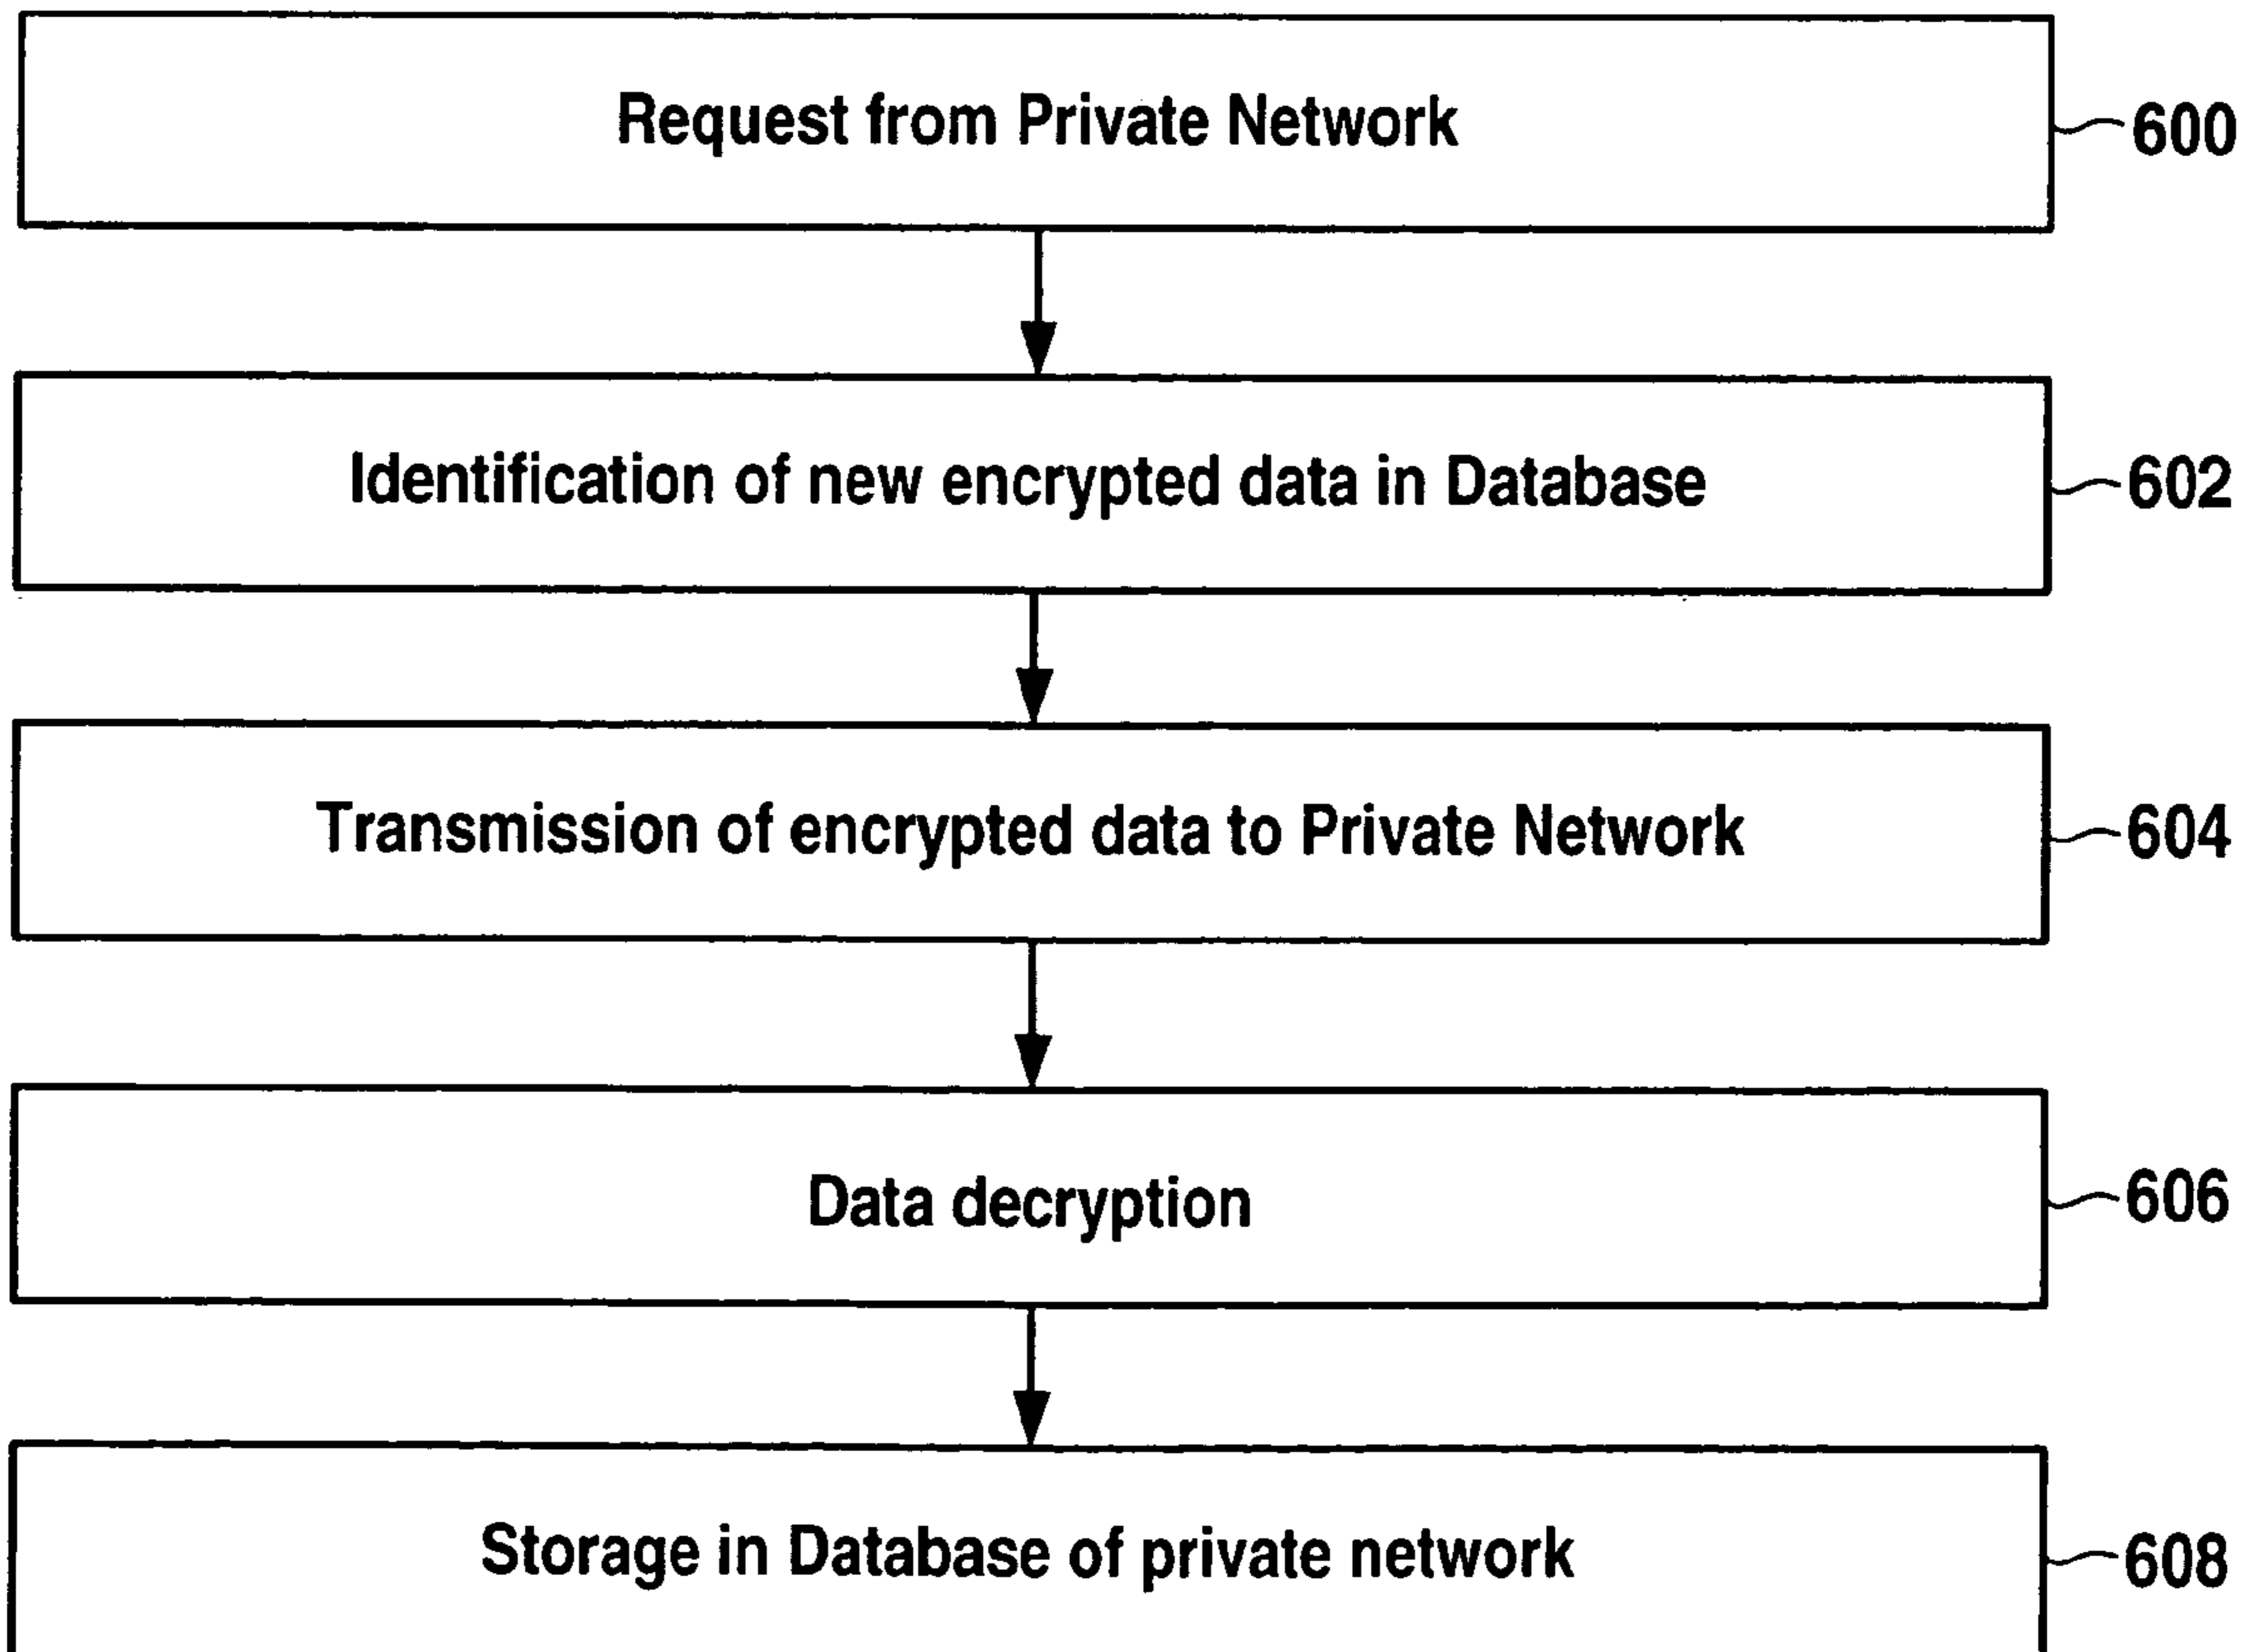 Request from Private Network
600
Identification of new encrypted data in Database
602
Transmission of encrypted data to Private Network
604
Data decryption
606
Storage in Database of private network
608